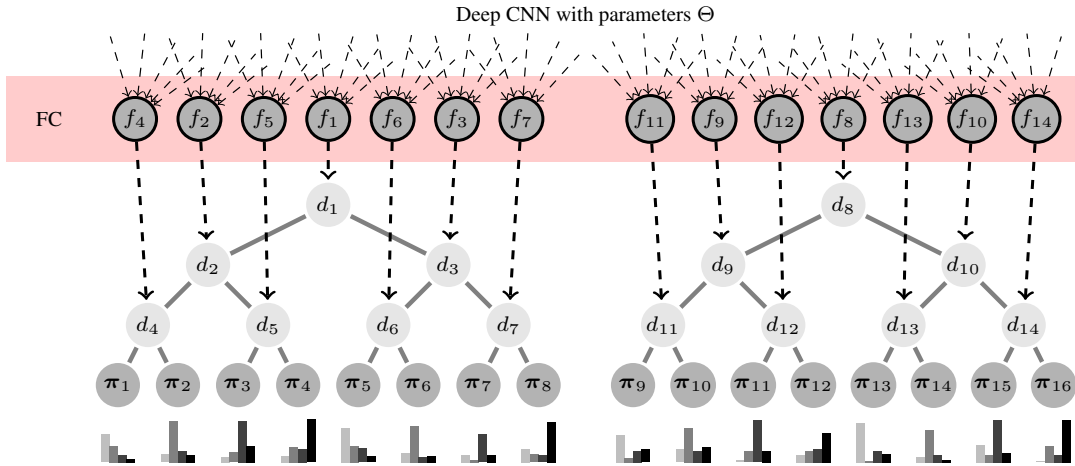 Deep CNN with parameters Θ
FC f₄ f₂ f₅ f₁ f₆ f₃ f₇ f₁₁ f₉ f₁₂ f₈ f₁₃ f₁₀ f₁₄
d₁ d₈
d₂ d₃ d₉ d₁₀
d₄ d₅ d₆ d₇ d₁₁ d₁₂ d₁₃ d₁₄
π₁ π₂ π₃ π₄ π₅ π₆ π₇ π₈ π₉ π₁₀ π₁₁ π₁₂ π₁₃ π₁₄ π₁₅ π₁₆